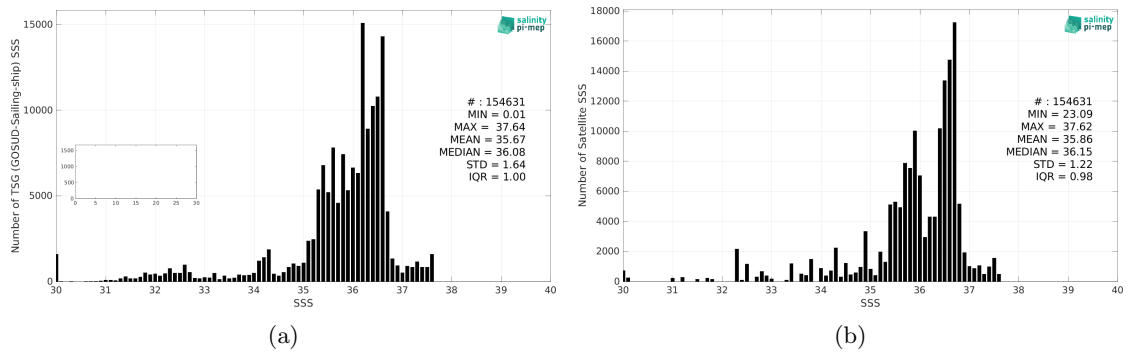 15000
10000
5000
0
Number of TSG (GOSUD-Sailing-ship) SSS
1500
1000
500
0
0 5 10 15 20 25 30
30 31 32 33 34 35 36 37 38 39 40
SSS
salinity
pi-mep
# : 154631
MIN = 0.01
MAX = 37.64
MEAN = 35.67
MEDIAN = 36.08
STD = 1.64
IQR = 1.00
(a)
18000
16000
14000
12000
10000
8000
6000
4000
2000
0
Number of Satellite SSS
30 31 32 33 34 35 36 37 38 39 40
SSS
salinity
pi-mep
# : 154631
MIN = 23.09
MAX = 37.62
MEAN = 35.86
MEDIAN = 36.15
STD = 1.22
IQR = 0.98
(b)